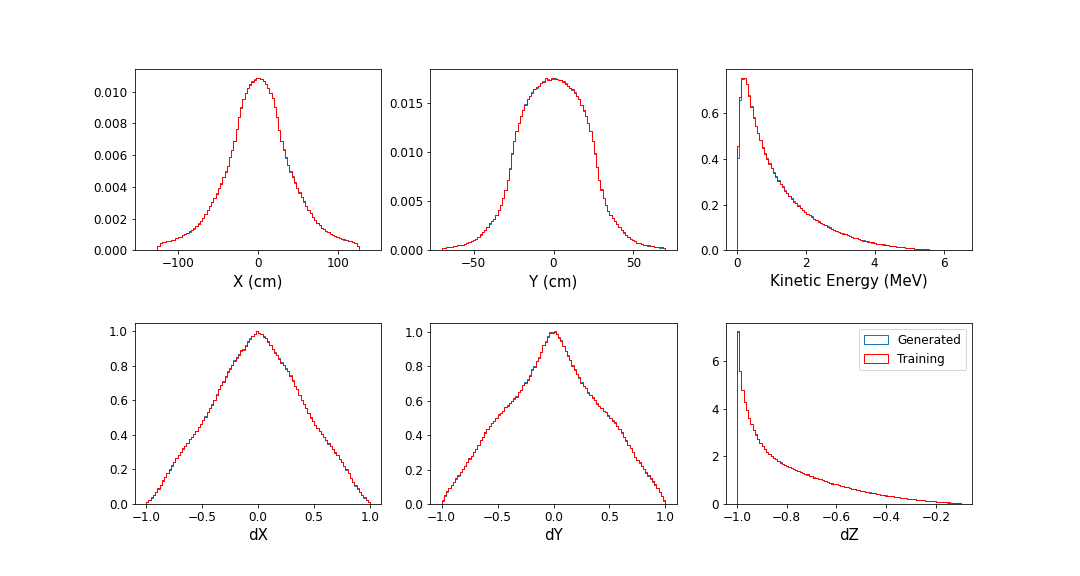 0.010
0.008
0.006
0.004
0.002
0.000
−100 0 100
X (cm)
0.015
0.010
0.005
0.000
−50 0 50
Y (cm)
0.6
0.4
0.2
0.0
0 2 4 6
Kinetic Energy (MeV)
1.0
0.8
0.6
0.4
0.2
0.0
−1.0 −0.5 0.0 0.5 1.0
dX
1.0
0.8
0.6
0.4
0.2
0.0
−1.0 −0.5 0.0 0.5 1.0
dY
Generated
Training
6
4
2
0
−1.0 −0.8 −0.6 −0.4 −0.2
dZ